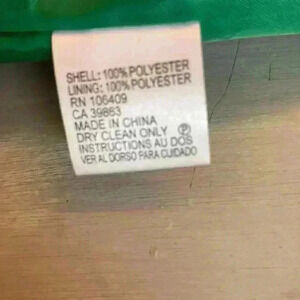 SHELL: 100% POLYESTER
LINING: 100% POLYESTER
RN 106409
CA 39863
MADE IN CHINA
DRY CLEAN ONLY Ⓟ
INSTRUCTIONS AU DOS
VER AL DORSO PARA CUIDADO